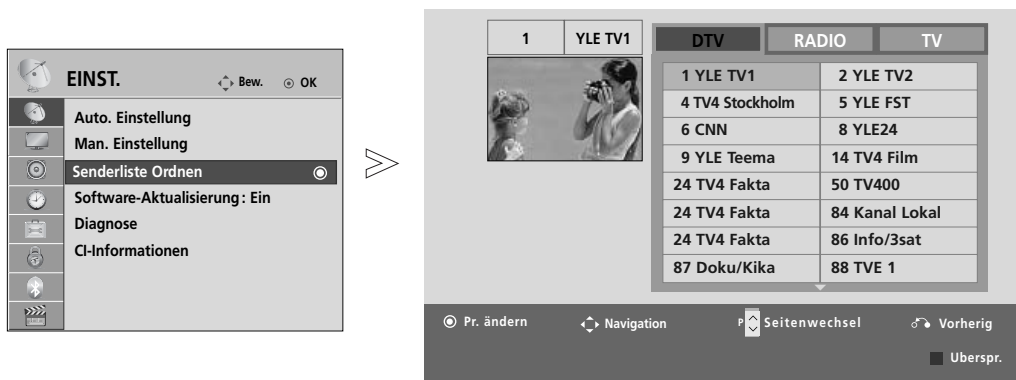 EINST. Bew. OK
Auto. Einstellung
Man. Einstellung
Senderliste Ordnen
Software-Aktualisierung : Ein
Diagnose
CI-Informationen
1 YLE TV1
DTV RADIO TV
1 YLE TV1 2 YLE TV2
4 TV4 Stockholm 5 YLE FST
6 CNN 8 YLE24
9 YLE Teema 14 TV4 Film
24 TV4 Fakta 50 TV400
24 TV4 Fakta 84 Kanal Lokal
24 TV4 Fakta 86 Info/3sat
87 Doku/Kika 88 TVE 1
Pr. ändern Navigation P Seitenwechsel Vorherig
Uberspr.